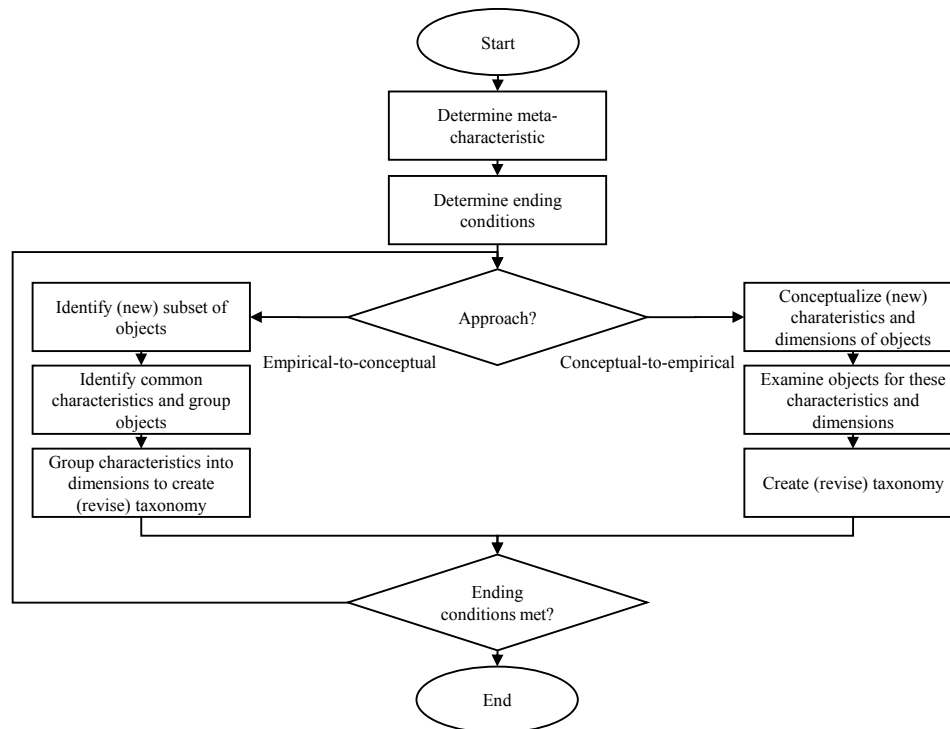 Start
Determine meta-
characteristic
Determine ending
conditions
Approach?
Empirical-to-conceptual
Conceptual-to-empirical
Identify (new) subset of
objects
Identify common
characteristics and group
objects
Group characteristics into
dimensions to create
(revise) taxonomy
Conceptualize (new)
charateristics and
dimensions of objects
Examine objects for these
characteristics and
dimensions
Create (revise) taxonomy
Ending
conditions met?
End